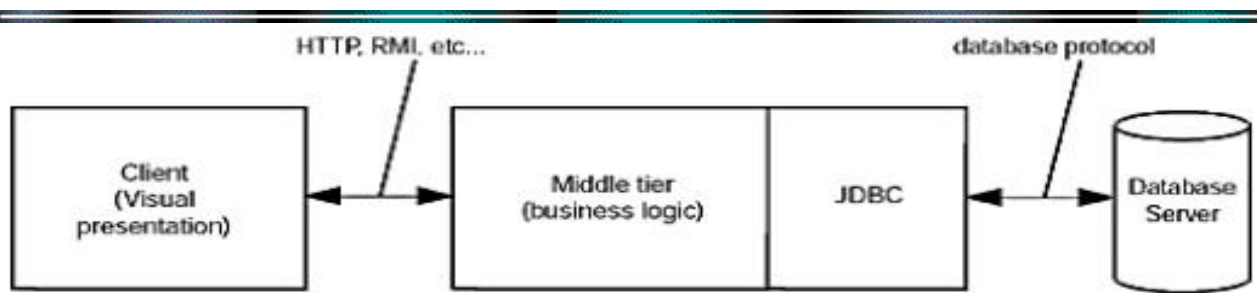 HTTP, RMI, etc...
database protocol
Client
(Visual
presentation)
Middle tier
(business logic)
JDBC
Database
Server